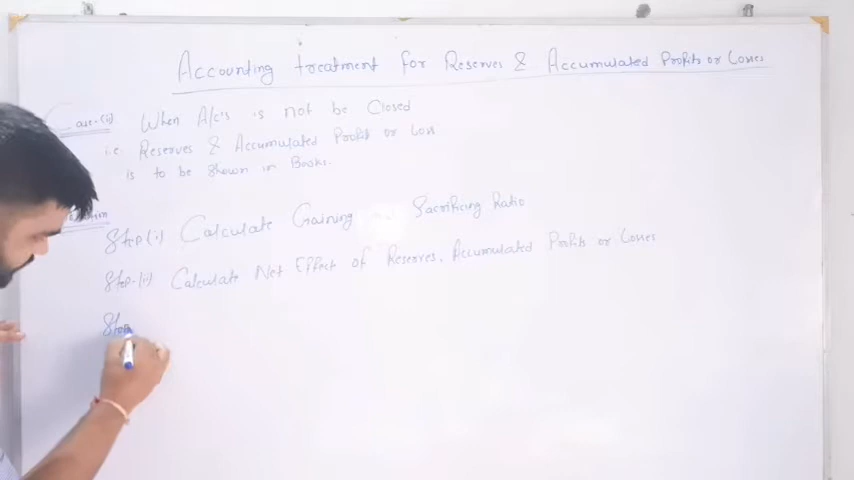 Accounting treatment for Reserves & Accumulated Profits or Losses
Case-(i) When A/c's is not be Closed
i.e. Reserves & Accumulated Profit or Loss
is to be Shown in Books.
Step(i) Calculate Gaining Sacrificing Ratio
Step-(ii) Calculate Net Effect of Reserves, Accumulated Profits or Losses
Step